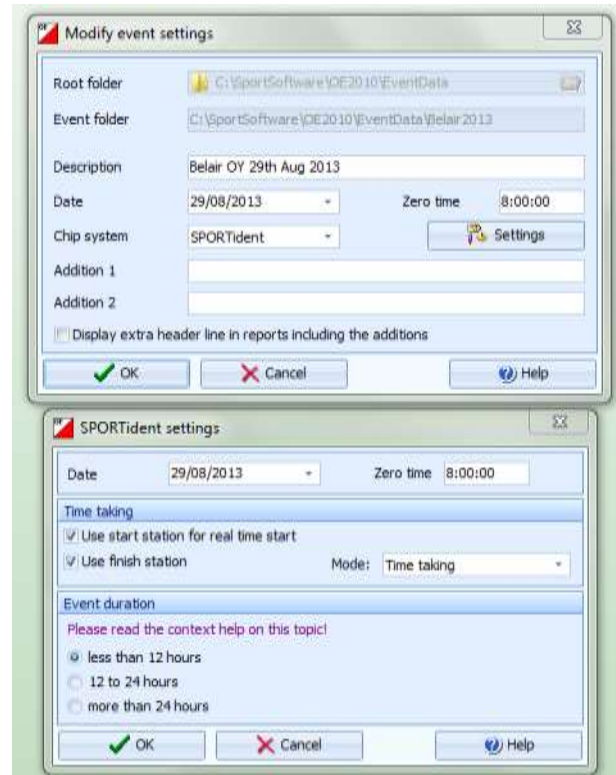 Modify event settings
Root folder C:\SportSoftware\OE2010\EventData
Event folder C:\SportSoftware\OE2010\EventData\Belair2013
Description Belair OY 29th Aug 2013
Date 29/08/2013 Zero time 8:00:00
Chip system SPORTident Settings
Addition 1
Addition 2
Display extra header line in reports including the additions
OK Cancel Help
SPORTident settings
Date 29/08/2013 Zero time 8:00:00
Time taking
Use start station for real time start
Use finish station Mode: Time taking
Event duration
Please read the context help on this topic!
less than 12 hours
12 to 24 hours
more than 24 hours
OK Cancel Help